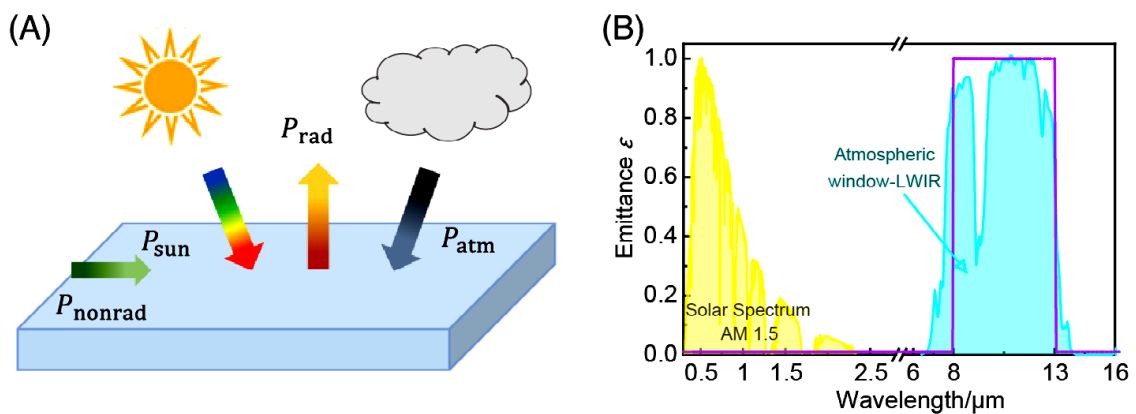 (A)
P_rad
P_sun
P_atm
P_nonrad
(B)
Emittance ε
1.0
0.8
0.6
0.4
0.2
0.0
Atmospheric
window-LWIR
Solar Spectrum
AM 1.5
0.5 1 1.5 2.5 6 8 13 16
Wavelength/μm